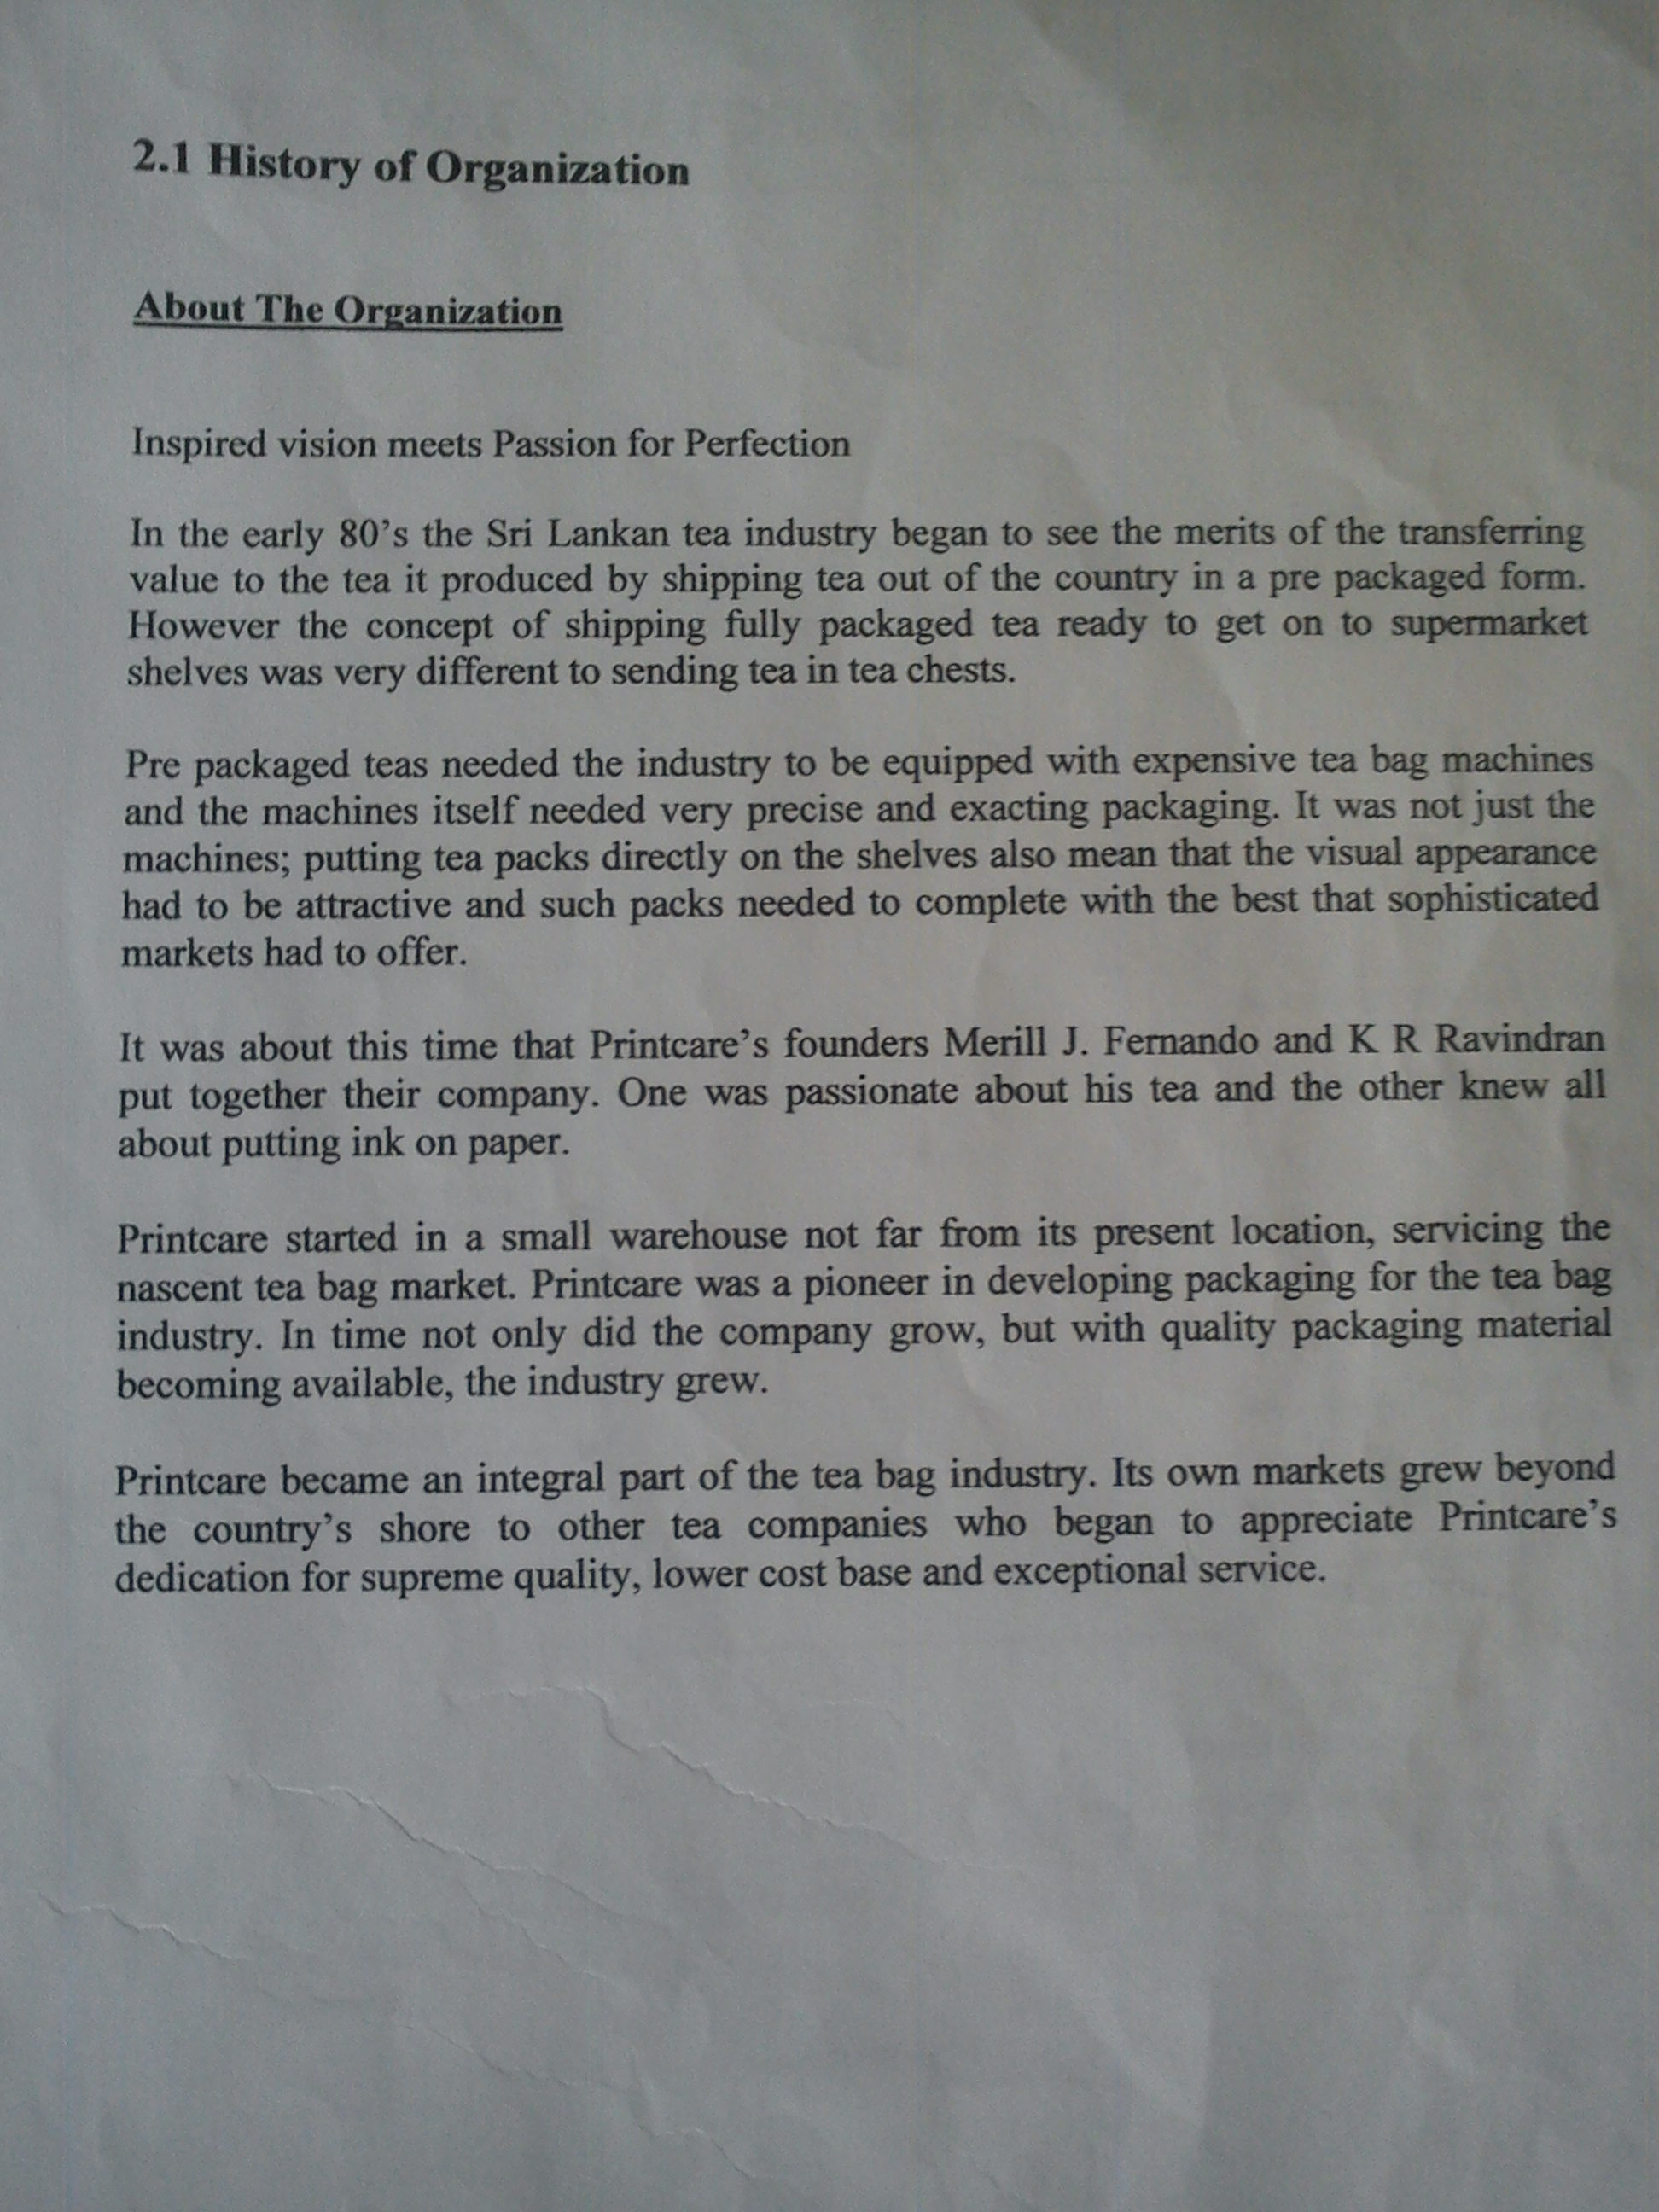 2.1 History of Organization
About The Organization
Inspired vision meets Passion for Perfection
In the early 80's the Sri Lankan tea industry began to see the merits of the transferring
value to the tea it produced by shipping tea out of the country in a pre packaged form.
However the concept of shipping fully packaged tea ready to get on to supermarket
shelves was very different to sending tea in tea chests.
Pre packaged teas needed the industry to be equipped with expensive tea bag machines
and the machines itself needed very precise and exacting packaging. It was not just the
machines; putting tea packs directly on the shelves also mean that the visual appearance
had to be attractive and such packs needed to complete with the best that sophisticated
markets had to offer.
It was about this time that Printcare's founders Merill J. Fernando and K R Ravindran
put together their company. One was passionate about his tea and the other knew all
about putting ink on paper.
Printcare started in a small warehouse not far from its present location, servicing the
nascent tea bag market. Printcare was a pioneer in developing packaging for the tea bag
industry. In time not only did the company grow, but with quality packaging material
becoming available, the industry grew.
Printcare became an integral part of the tea bag industry. Its own markets grew beyond
the country's shore to other tea companies who began to appreciate Printcare's
dedication for supreme quality, lower cost base and exceptional service.